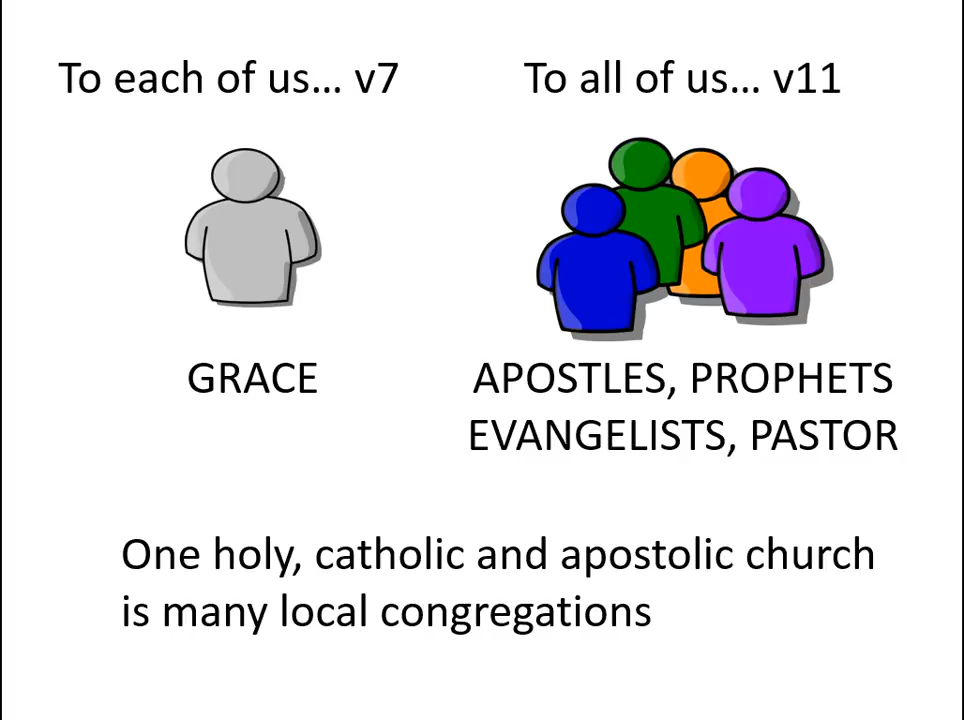 To each of us… v7
To all of us… v11
GRACE
APOSTLES, PROPHETS
EVANGELISTS, PASTOR
One holy, catholic and apostolic church
is many local congregations